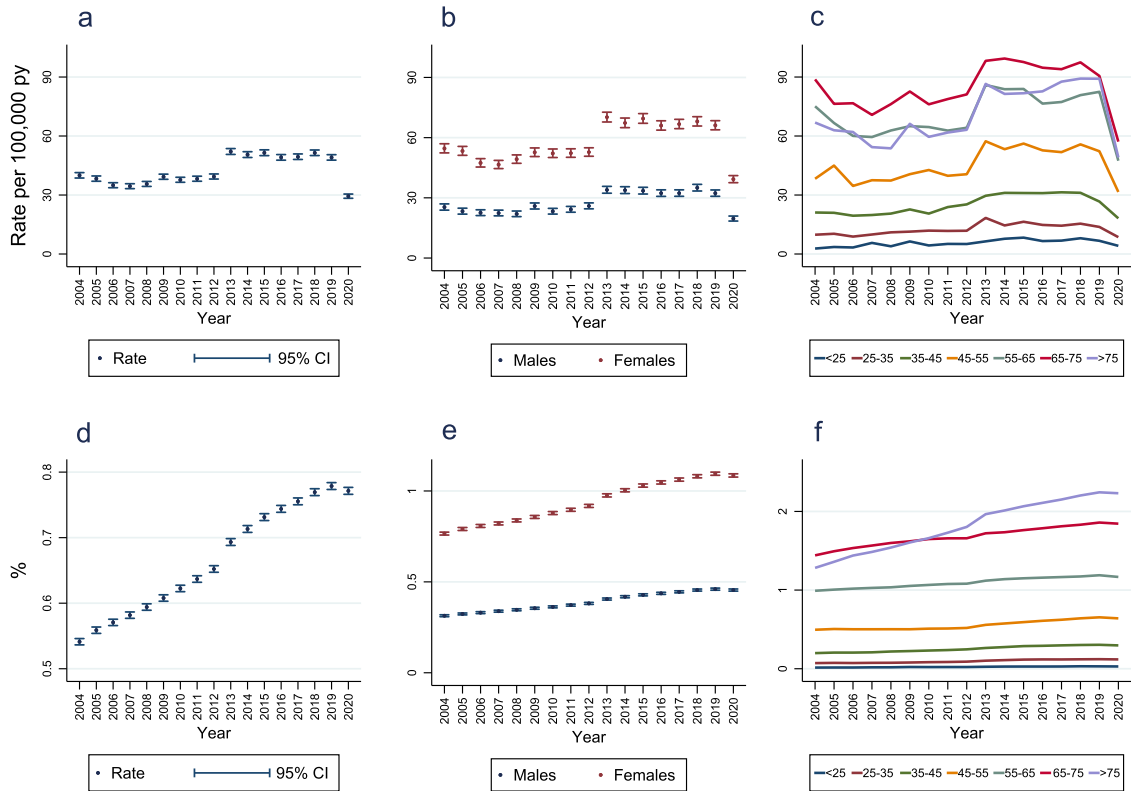 a
Rate per 100,000 py
90
60
30
0
2004 2005 2006 2007 2008 2009 2010 2011 2012 2013 2014 2015 2016 2017 2018 2019 2020
Year
Rate 95% CI
b
90
60
30
0
2004 2005 2006 2007 2008 2009 2010 2011 2012 2013 2014 2015 2016 2017 2018 2019 2020
Year
Males Females
c
90
60
30
0
2004 2005 2006 2007 2008 2009 2010 2011 2012 2013 2014 2015 2016 2017 2018 2019 2020
Year
<25 25-35 35-45 45-55 55-65 65-75 >75
d
%
0.8
0.7
0.6
0.5
2004 2005 2006 2007 2008 2009 2010 2011 2012 2013 2014 2015 2016 2017 2018 2019 2020
Year
Rate 95% CI
e
1
0.5
0
2004 2005 2006 2007 2008 2009 2010 2011 2012 2013 2014 2015 2016 2017 2018 2019 2020
Year
Males Females
f
2
1
0
2004 2005 2006 2007 2008 2009 2010 2011 2012 2013 2014 2015 2016 2017 2018 2019 2020
Year
<25 25-35 35-45 45-55 55-65 65-75 >75